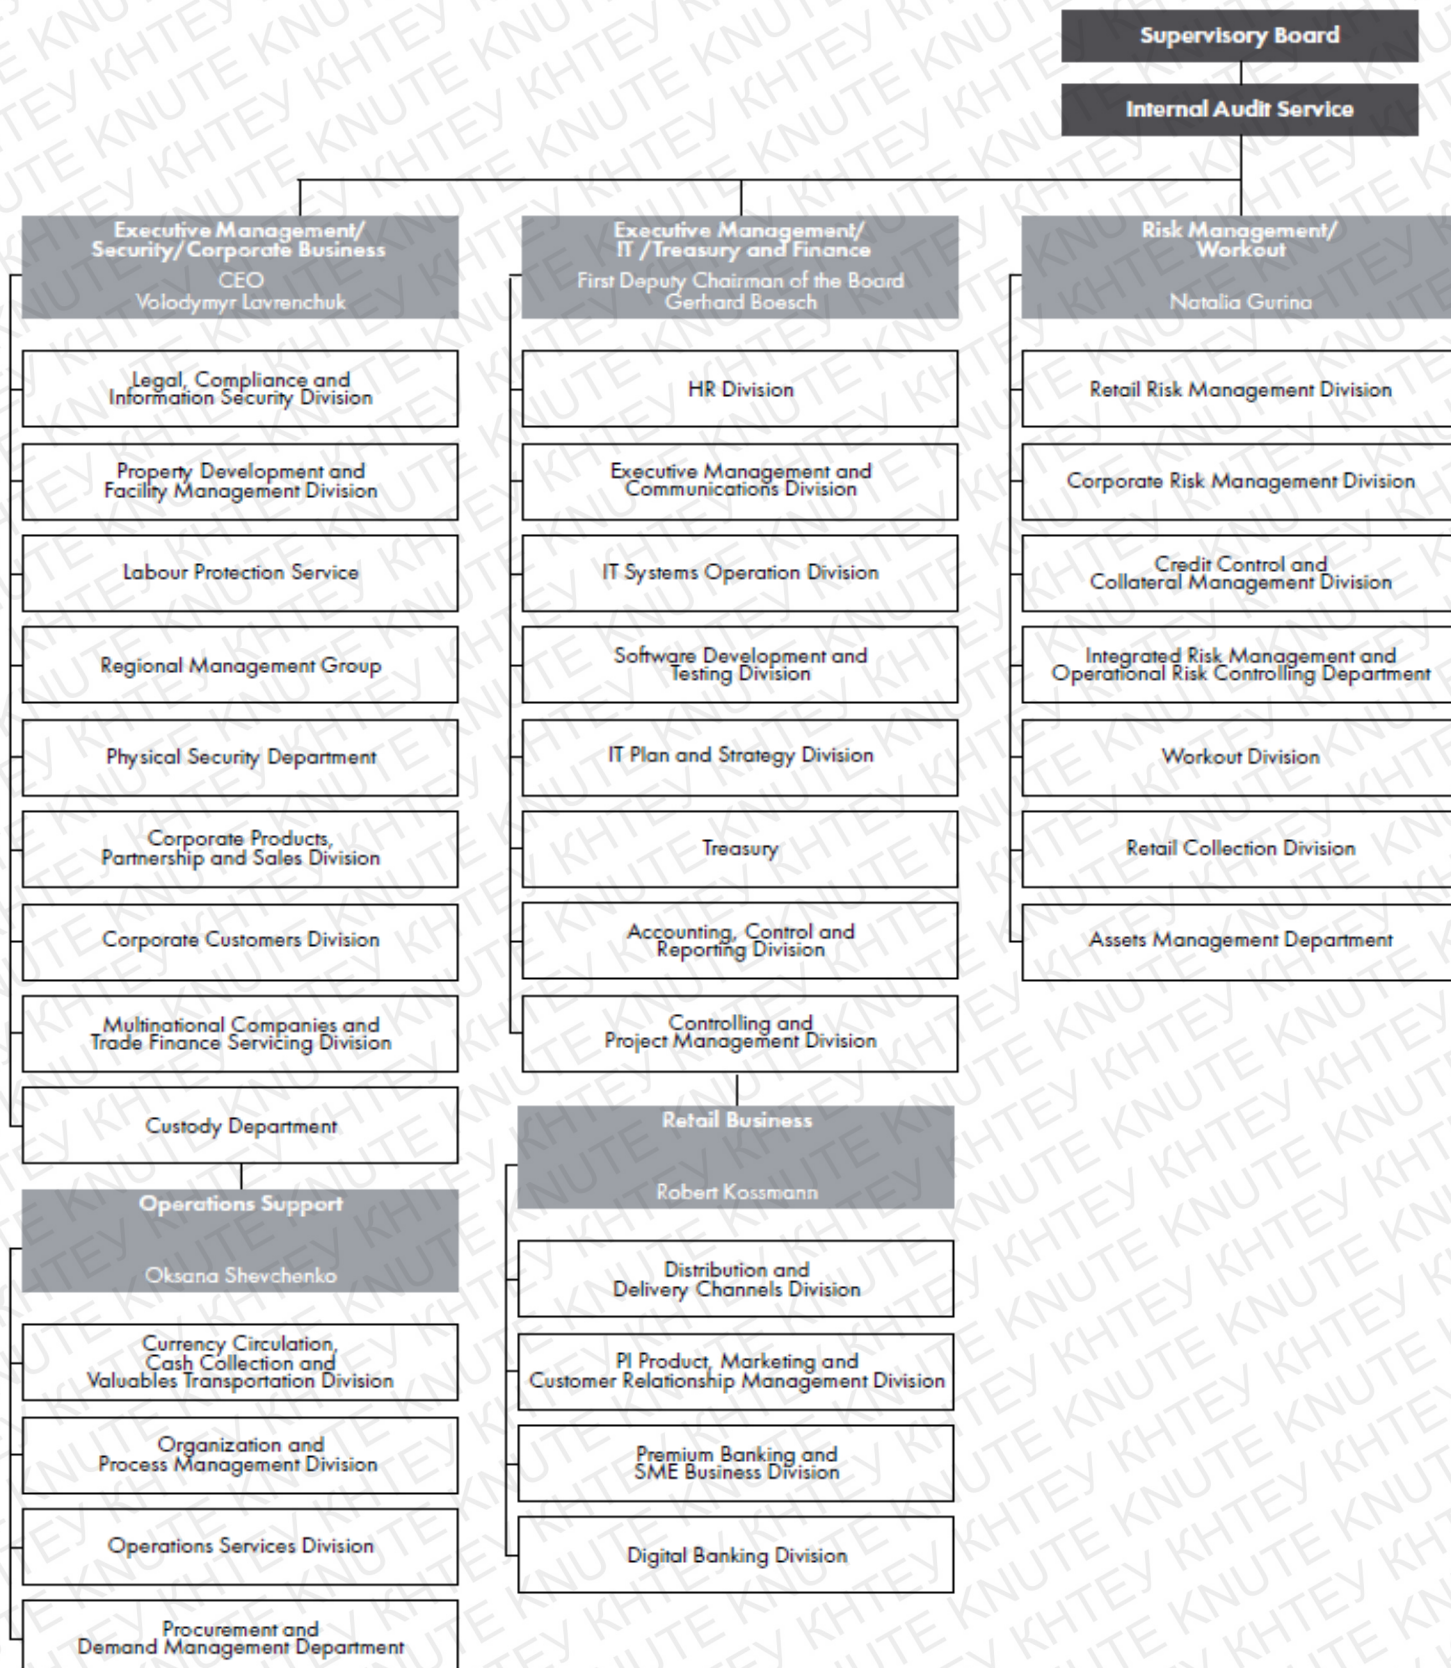 Supervisory Board
Internal Audit Service
Executive Management/
Security/Corporate Business
CEO
Volodymyr Lavrenchuk
Legal, Compliance and
Information Security Division
Property Development and
Facility Management Division
Labour Protection Service
Regional Management Group
Physical Security Department
Corporate Products,
Partnership and Sales Division
Corporate Customers Division
Multinational Companies and
Trade Finance Servicing Division
Custody Department
Operations Support
Oksana Shevchenko
Currency Circulation,
Cash Collection and
Valuables Transportation Division
Organization and
Process Management Division
Operations Services Division
Procurement and
Demand Management Department
Executive Management/
IT /Treasury and Finance
First Deputy Chairman of the Board
Gerhard Boesch
HR Division
Executive Management and
Communications Division
IT Systems Operation Division
Software Development and
Testing Division
IT Plan and Strategy Division
Treasury
Accounting, Control and
Reporting Division
Controlling and
Project Management Division
Retail Business
Robert Kossmann
Distribution and
Delivery Channels Division
PI Product, Marketing and
Customer Relationship Management Division
Premium Banking and
SME Business Division
Digital Banking Division
Risk Management/
Workout
Natalia Gurina
Retail Risk Management Division
Corporate Risk Management Division
Credit Control and
Collateral Management Division
Integrated Risk Management and
Operational Risk Controlling Department
Workout Division
Retail Collection Division
Assets Management Department